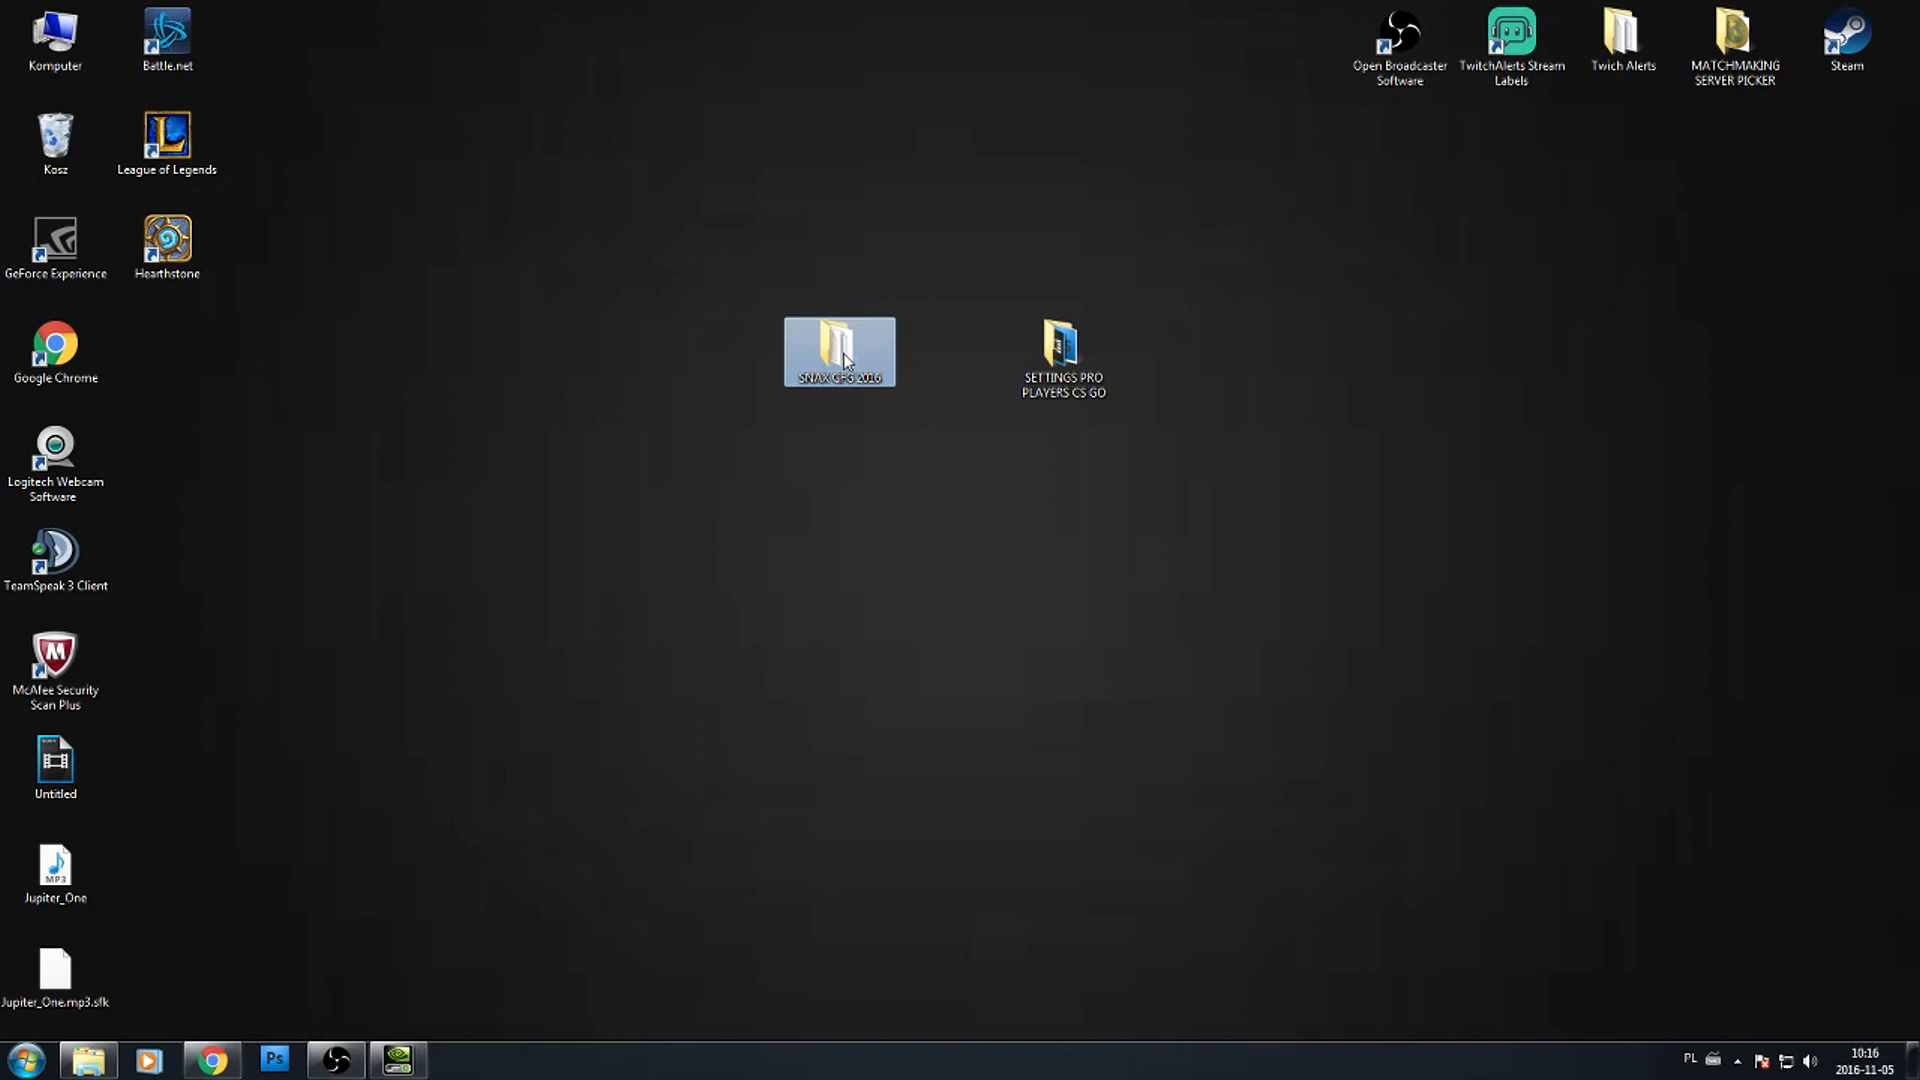 Komputer
Battle.net
Open Broadcaster
Software
TwitchAlerts Stream
Labels
Twich Alerts
MATCHMAKING
SERVER PICKER
Steam
Kosz
League of Legends
GeForce Experience
Hearthstone
Google Chrome
SNAX CFG 2016
SETTINGS PRO
PLAYERS CS GO
Logitech Webcam
Software
TeamSpeak 3 Client
McAfee Security
Scan Plus
Untitled
MP3
Jupiter_One
Jupiter_One.mp3.sfk
Ps
PL
10:16
2016-11-05